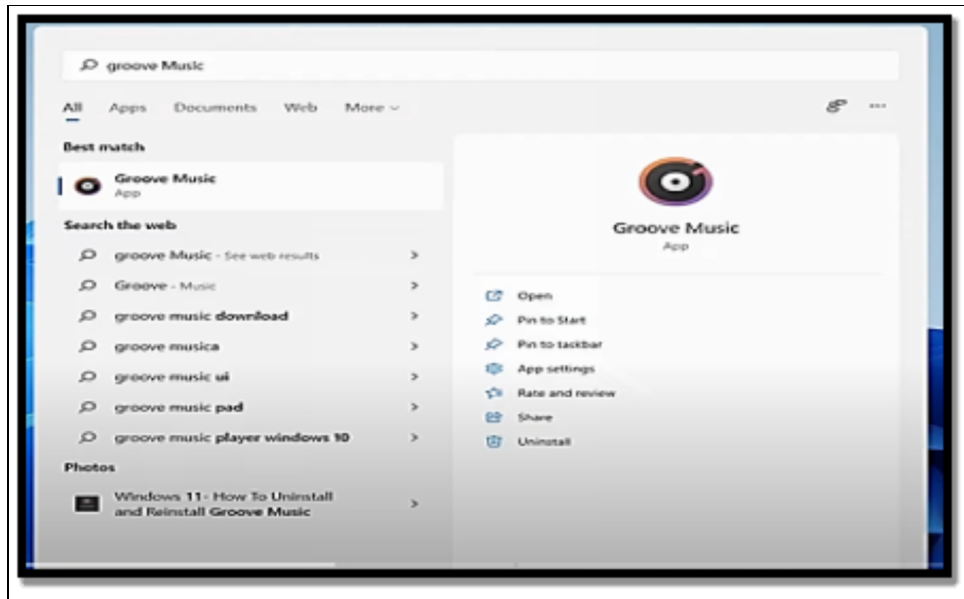 groove Music
All Apps Documents Web More
Best match
Groove Music
App
Search the web
groove Music - See web results
Groove - Music
groove music download
groove musica
groove music ui
groove music pad
groove music player windows 10
Photos
Windows 11- How To Uninstall
and Reinstall Groove Music
Groove Music
App
Open
Pin to Start
Pin to taskbar
App settings
Rate and review
Share
Uninstall